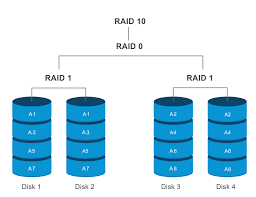 RAID 10
RAID 0
RAID 1 RAID 1
A1 A1 A2 A2
A3 A3 A4 A4
A5 A5 A6 A6
A7 A7 A8 A8
Disk 1 Disk 2 Disk 3 Disk 4